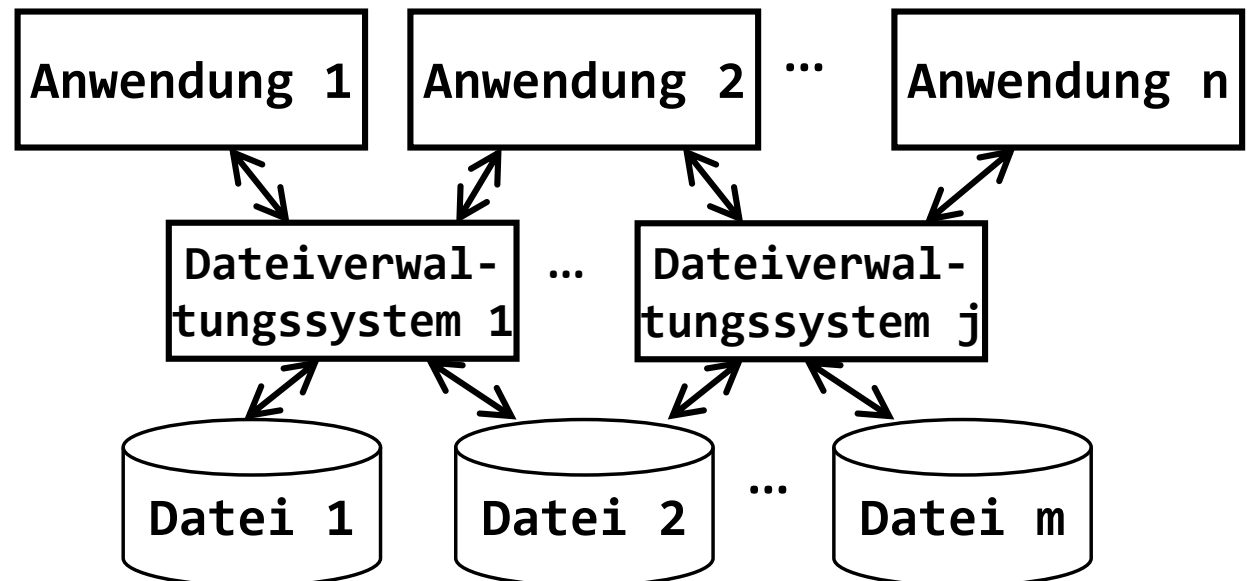 Anwendung 1
Anwendung 2
...
Anwendung n
Dateiverwal-
tungssystem 1
...
Dateiverwal-
tungssystem j
Datei 1
Datei 2
...
Datei m